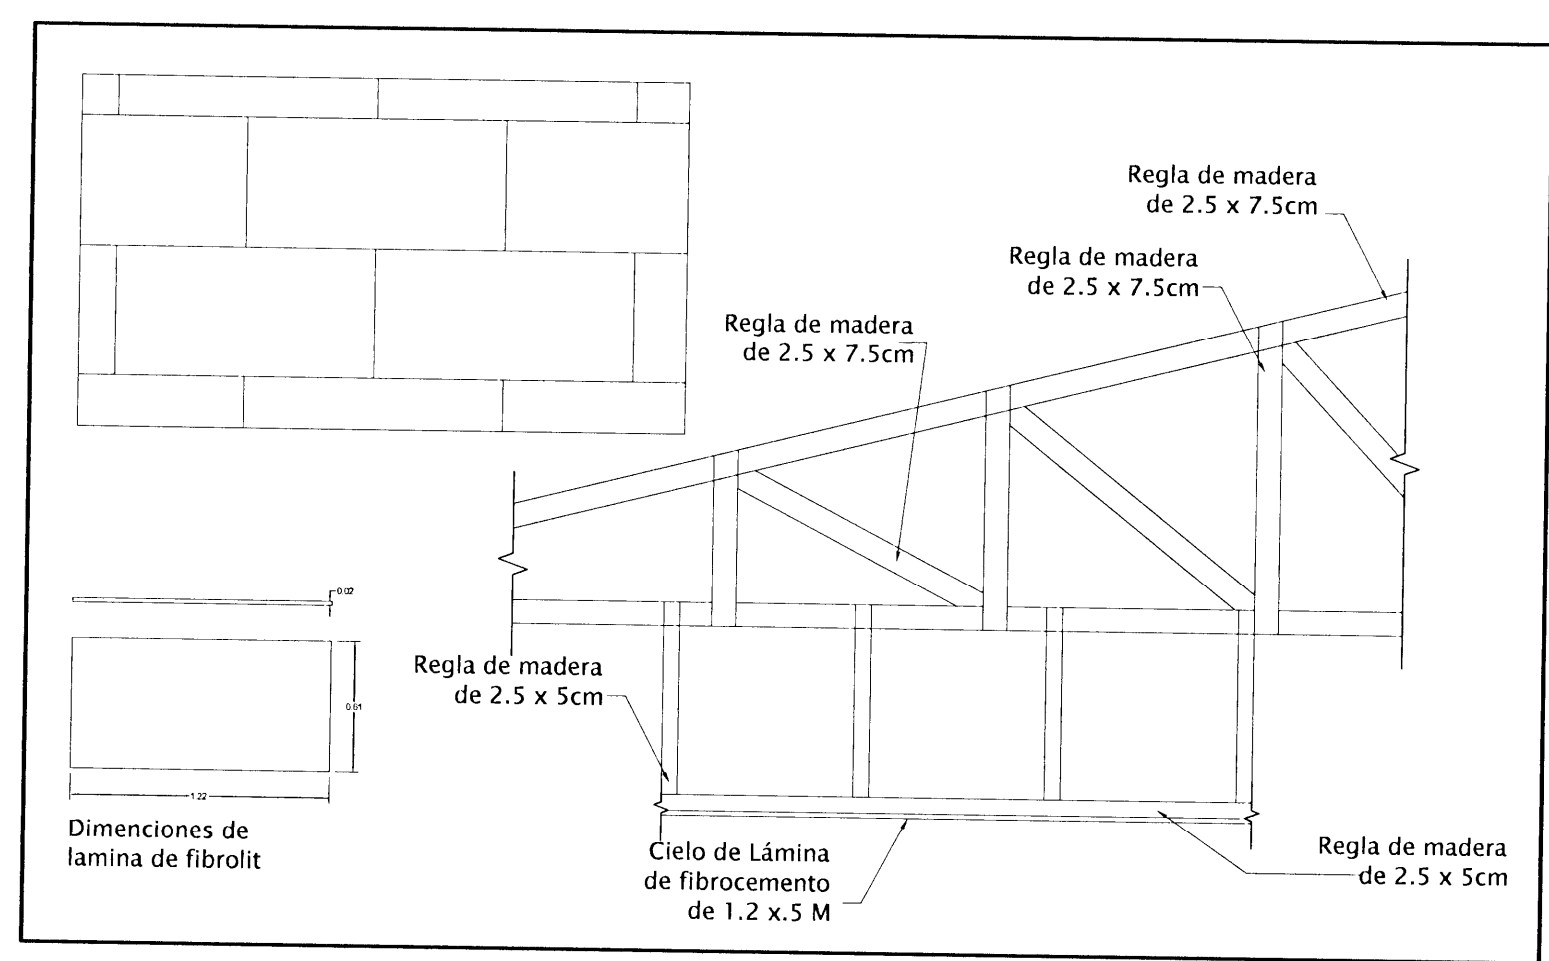 Regla de madera
de 2.5 x 7.5cm
Regla de madera
de 2.5 x 7.5cm
Regla de madera
de 2.5 x 7.5cm
0.02
0.61
1.22
Dimenciones de
lamina de fibrolit
Regla de madera
de 2.5 x 5cm
Cielo de Lámina
de fibrocemento
de 1.2 x.5 M
Regla de madera
de 2.5 x 5cm